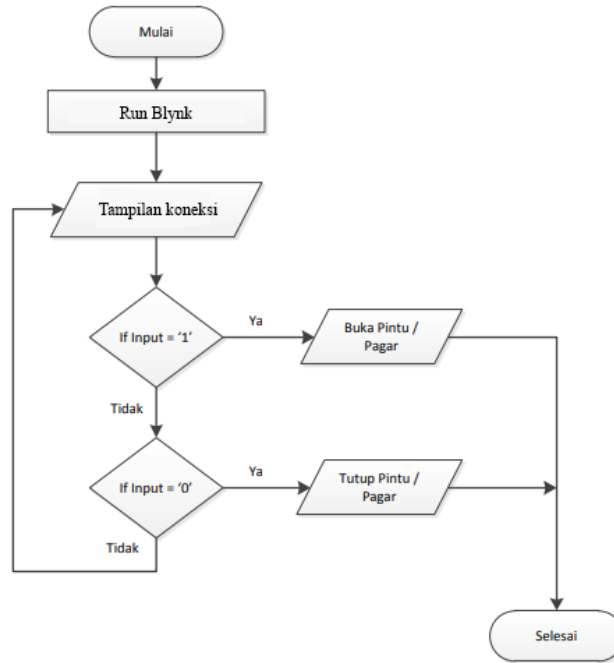 Mulai
Run Blynk
Tampilan koneksi
If Input = ‘1’
Ya
Buka Pintu /
Pagar
Tidak
If Input = ‘0’
Ya
Tutup Pintu /
Pagar
Tidak
Selesai